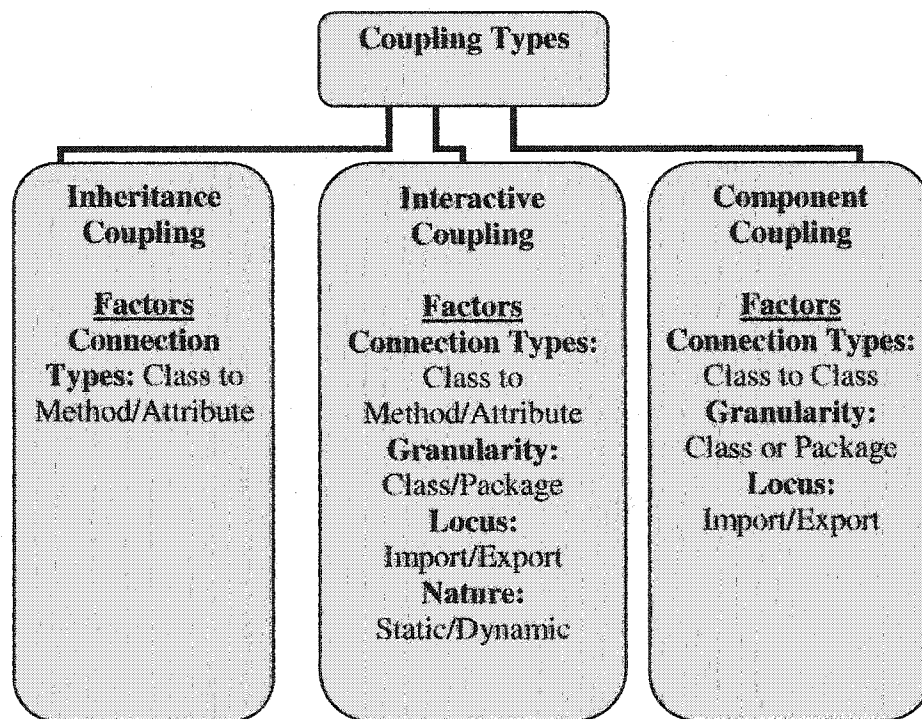 Coupling Types
Inheritance
Coupling
Factors
Connection
Types: Class to
Method/Attribute
Interactive
Coupling
Factors
Connection Types:
Class to
Method/Attribute
Granularity:
Class/Package
Locus:
Import/Export
Nature:
Static/Dynamic
Component
Coupling
Factors
Connection Types:
Class to Class
Granularity:
Class or Package
Locus:
Import/Export